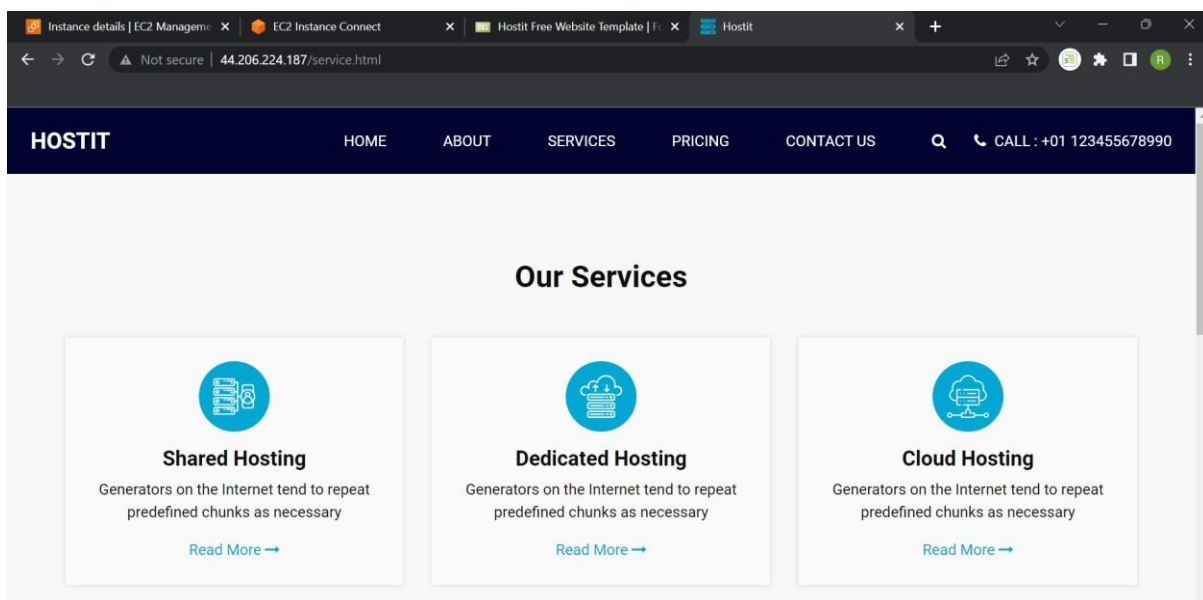 Instance details | EC2 Manageme
EC2 Instance Connect
Hostit Free Website Template | Fr
Hostit
Not secure | 44.206.224.187/service.html
R
HOSTIT
HOME
ABOUT
SERVICES
PRICING
CONTACT US
CALL : +01 123455678990
Our Services
Shared Hosting
Generators on the Internet tend to repeat
predefined chunks as necessary
Read More
Dedicated Hosting
Generators on the Internet tend to repeat
predefined chunks as necessary
Read More
Cloud Hosting
Generators on the Internet tend to repeat
predefined chunks as necessary
Read More